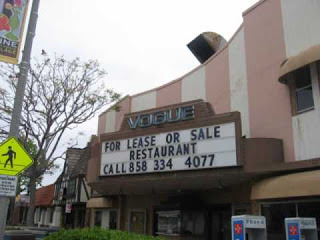 VOGUE
FOR LEASE OR SALE
RESTAURANT
CALL 858 334 4077